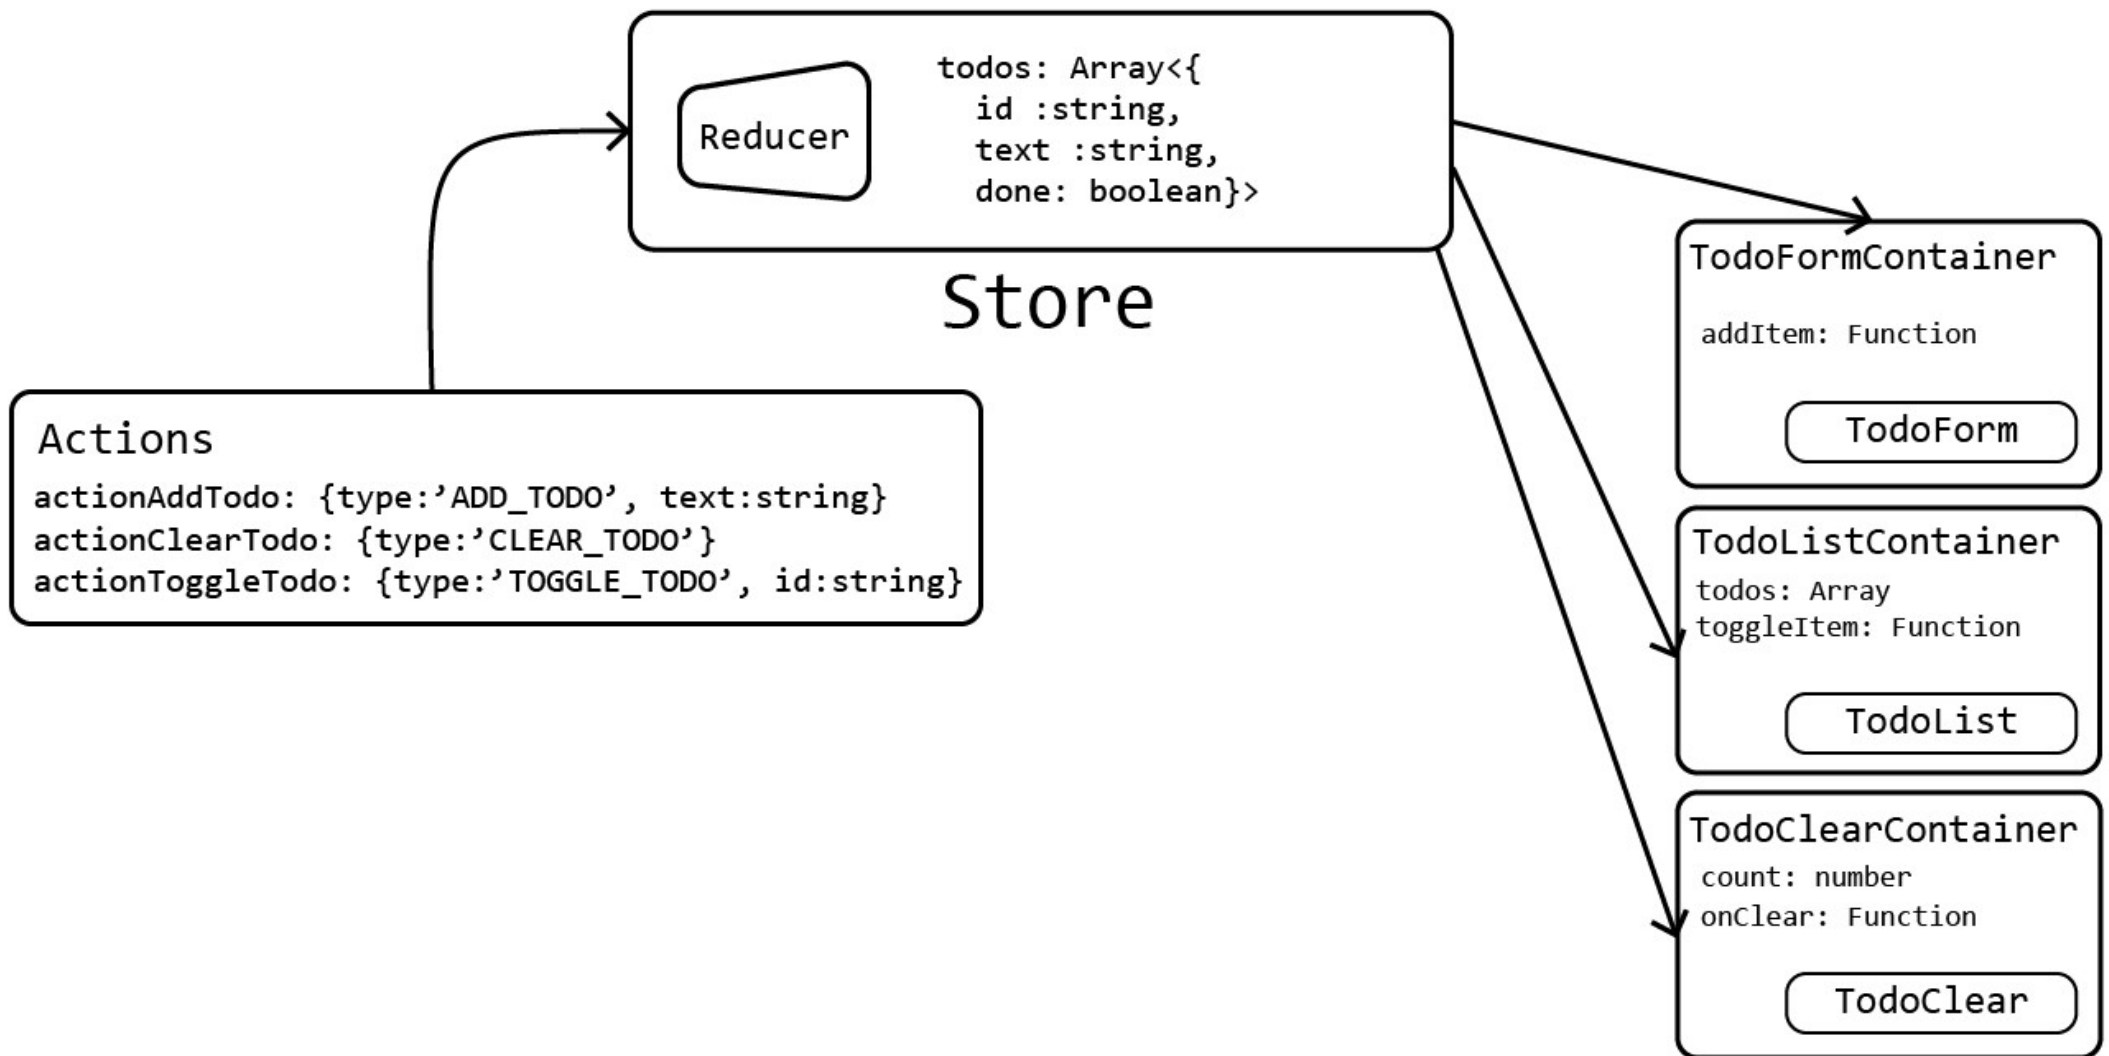 Reducer
todos: Array<{
id :string,
text :string,
done: boolean}>
Store
Actions
actionAddTodo: {type:’ADD_TODO’, text:string}
actionClearTodo: {type:’CLEAR_TODO’}
actionToggleTodo: {type:’TOGGLE_TODO’, id:string}
TodoFormContainer
addItem: Function
TodoForm
TodoListContainer
todos: Array
toggleItem: Function
TodoList
TodoClearContainer
count: number
onClear: Function
TodoClear